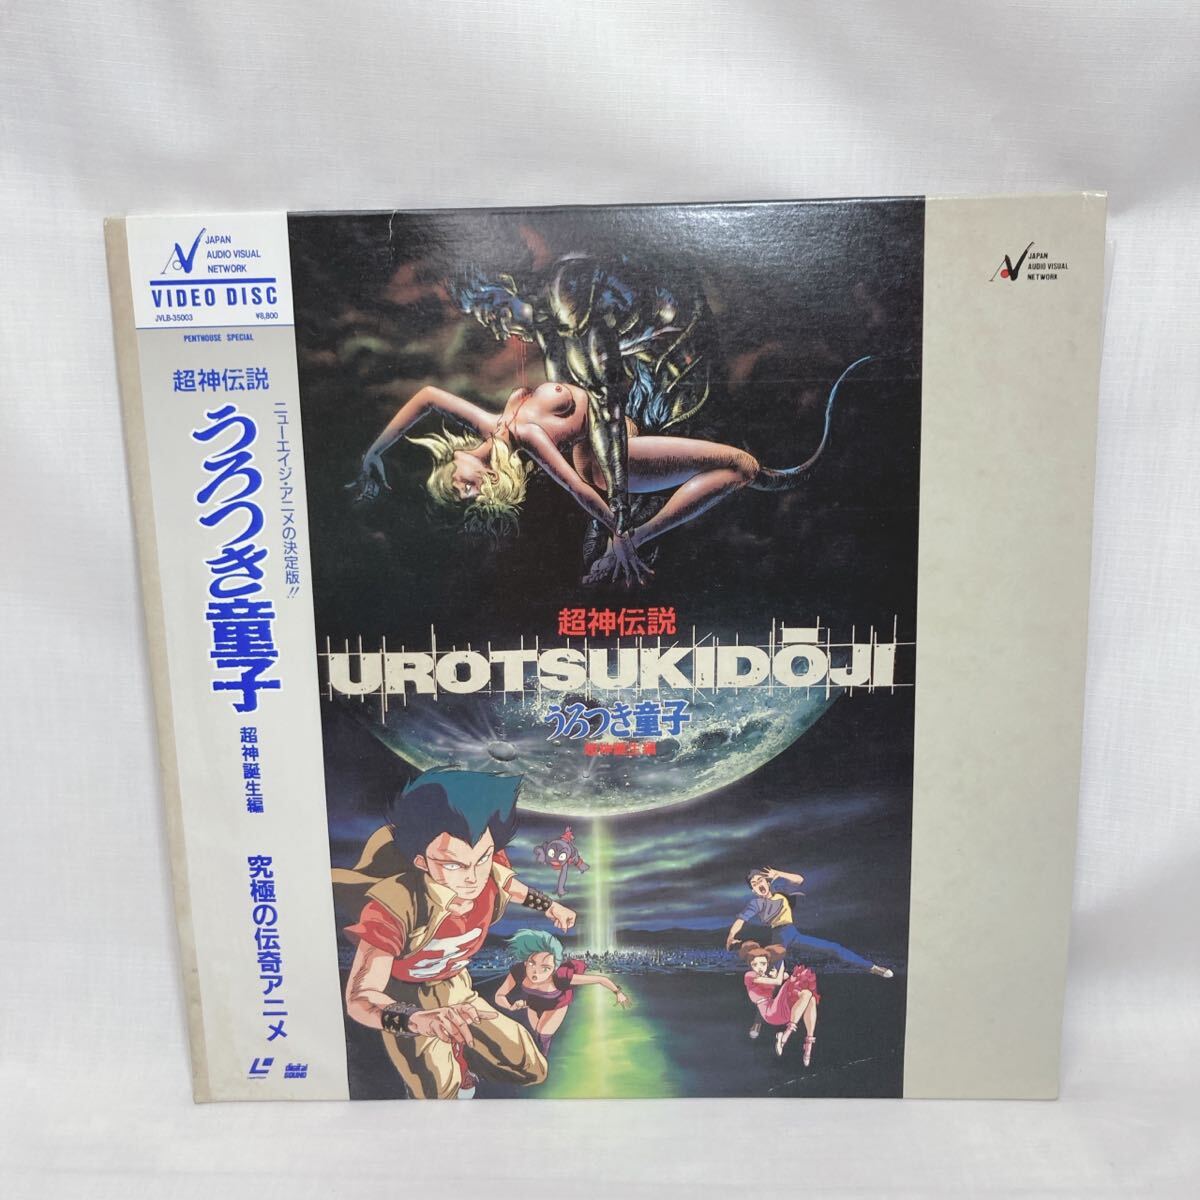 JAPAN
AUDIO VISUAL
NETWORK
VIDEO DISC
JVLB-35003 ¥8,800
PENTHOUSE SPECIAL
超神伝説
ニューエイジ・アニメの決定版!!
うろつき童子
超神誕生編
究極の伝奇アニメ
digital
SOUND
超神伝説
UROTSUKIDŌJI
うろつき童子
超神誕生編
JAPAN
AUDIO VISUAL
NETWORK